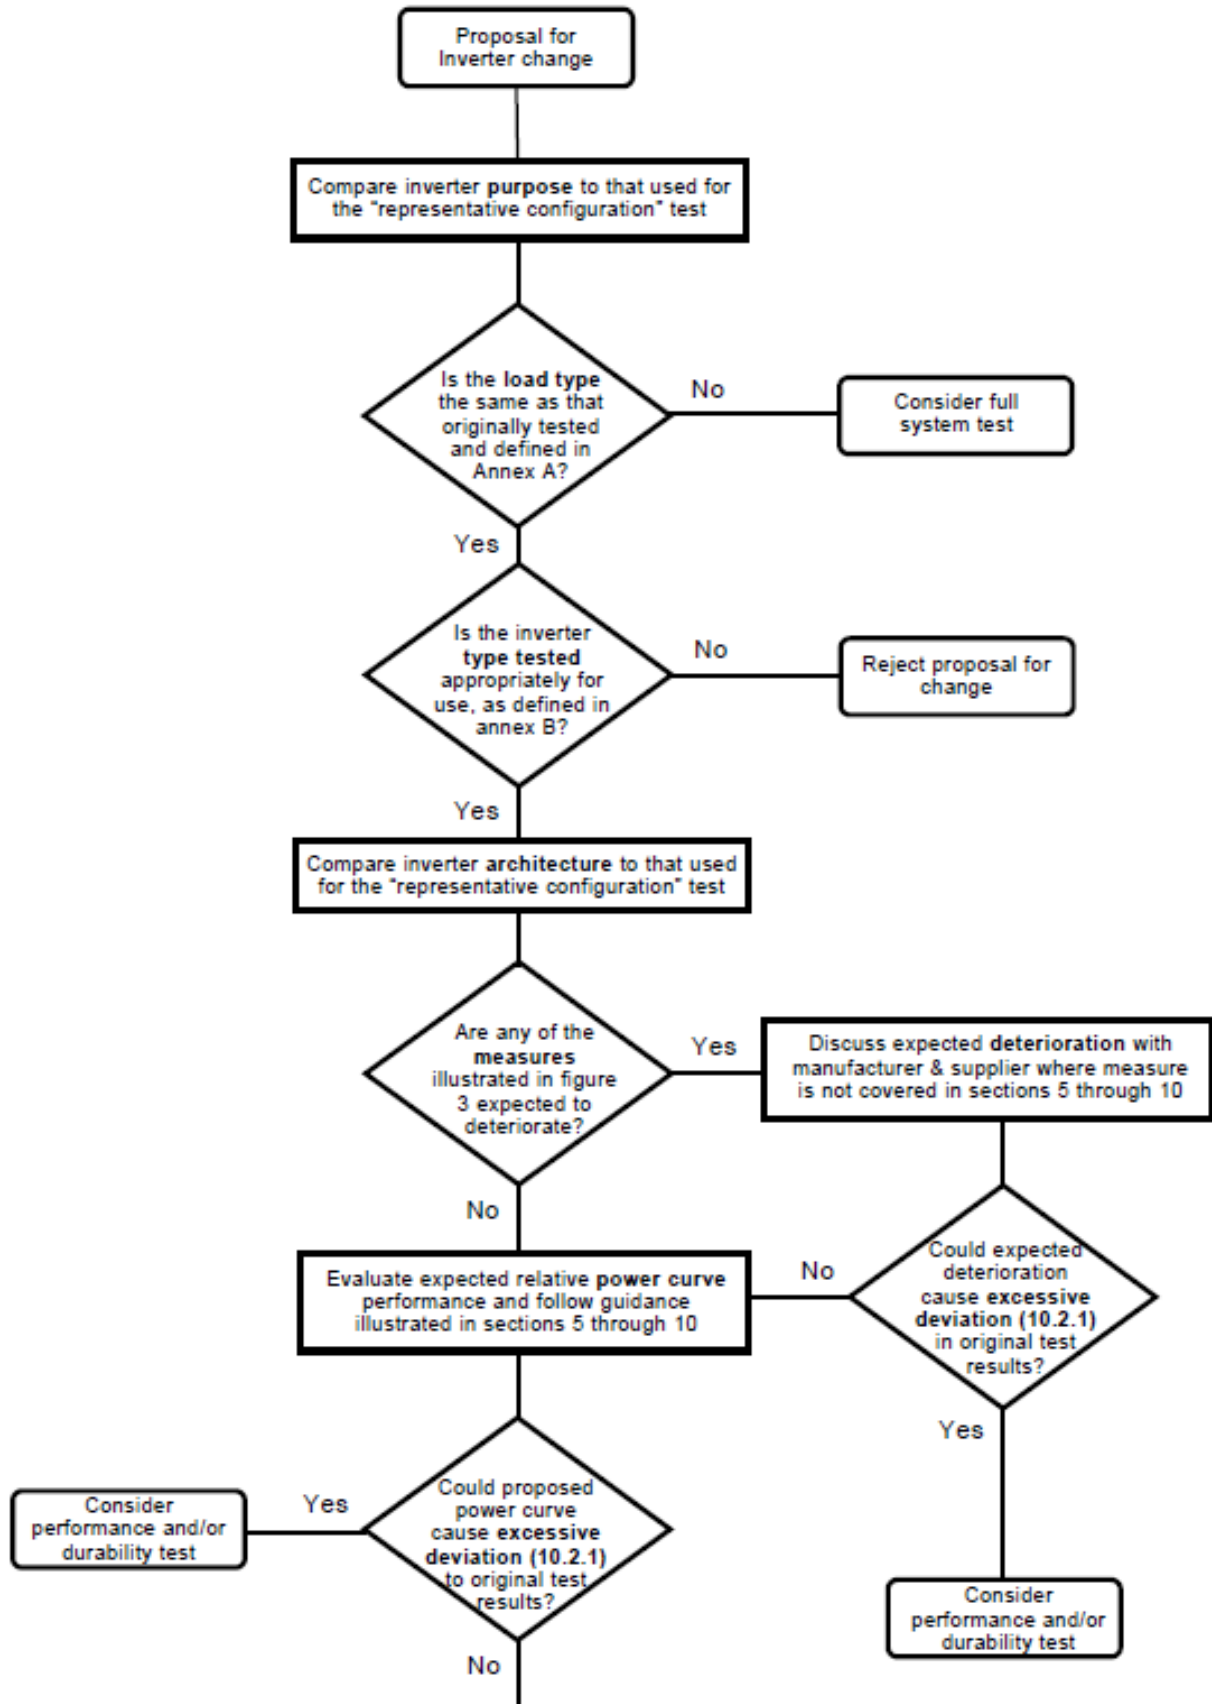 Proposal for
Inverter change
Compare inverter purpose to that used for
the "representative configuration" test
Is the load type
the same as that
originally tested
and defined in
Annex A?
No
Consider full
system test
Yes
Is the inverter
type tested
appropriately for
use, as defined in
annex B?
No
Reject proposal for
change
Yes
Compare inverter architecture to that used
for the "representative configuration" test
Are any of the
measures
illustrated in figure
3 expected to
deteriorate?
Yes
Discuss expected deterioration with
manufacturer & supplier where measure
is not covered in sections 5 through 10
No
Could expected
deterioration
cause excessive
deviation (10.2.1)
in original test
results?
No
Evaluate expected relative power curve
performance and follow guidance
illustrated in sections 5 through 10
Yes
Consider
performance and/or
durability test
Could proposed
power curve
cause excessive
deviation (10.2.1)
to original test
results?
Yes
Consider
performance and/or
durability test
No